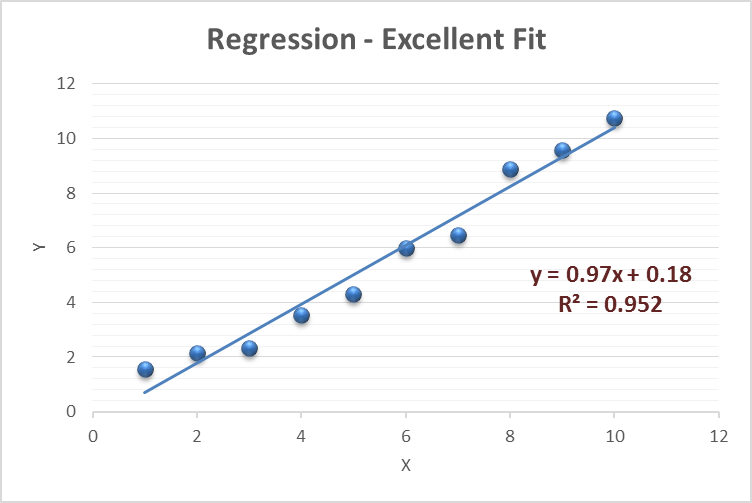 Regression - Excellent Fit
12
10
8
6
4
2
0
Y
y = 0.97x + 0.18
R² = 0.952
0 2 4 6 8 10 12
X